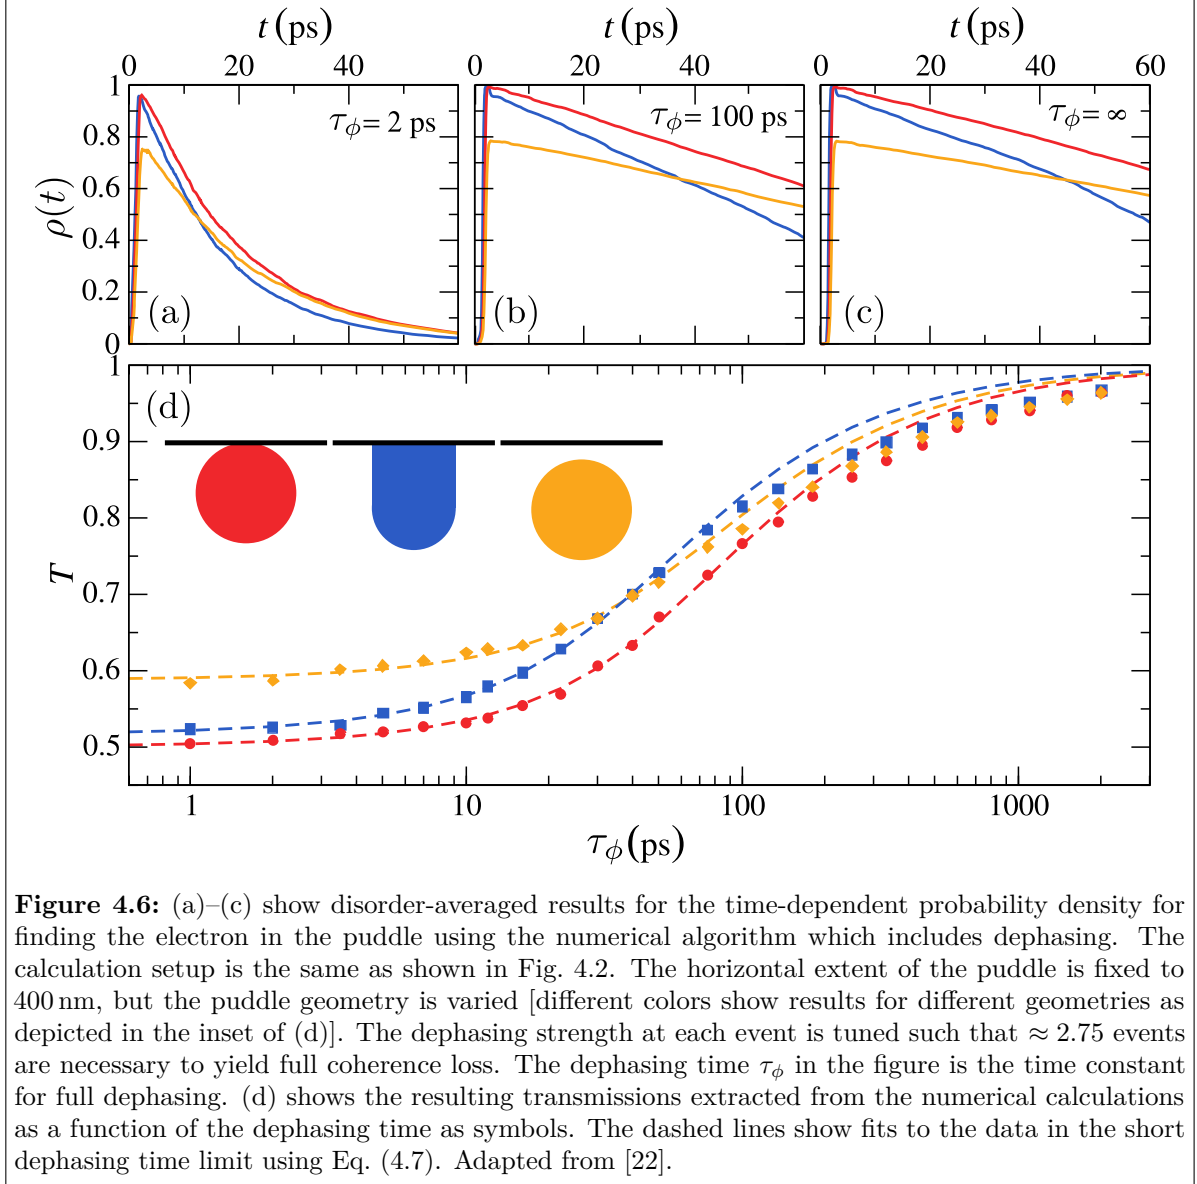 t (ps) t (ps) t (ps)
0 20 40 0 20 40 0 20 40 60
1
0.8
0.6
0.4
0.2
0
ρ(t)
τϕ= 2 ps
τϕ= 100 ps
τϕ= ∞
(a) (b) (c)
1
0.9
0.8
0.7
0.6
0.5
T
(d)
1 10 100 1000
τϕ (ps)
Figure 4.6: (a)–(c) show disorder-averaged results for the time-dependent probability density for
finding the electron in the puddle using the numerical algorithm which includes dephasing. The
calculation setup is the same as shown in Fig. 4.2. The horizontal extent of the puddle is fixed to
400 nm, but the puddle geometry is varied [different colors show results for different geometries as
depicted in the inset of (d)]. The dephasing strength at each event is tuned such that ≈ 2.75 events
are necessary to yield full coherence loss. The dephasing time τϕ in the figure is the time constant
for full dephasing. (d) shows the resulting transmissions extracted from the numerical calculations
as a function of the dephasing time as symbols. The dashed lines show fits to the data in the short
dephasing time limit using Eq. (4.7). Adapted from [22].